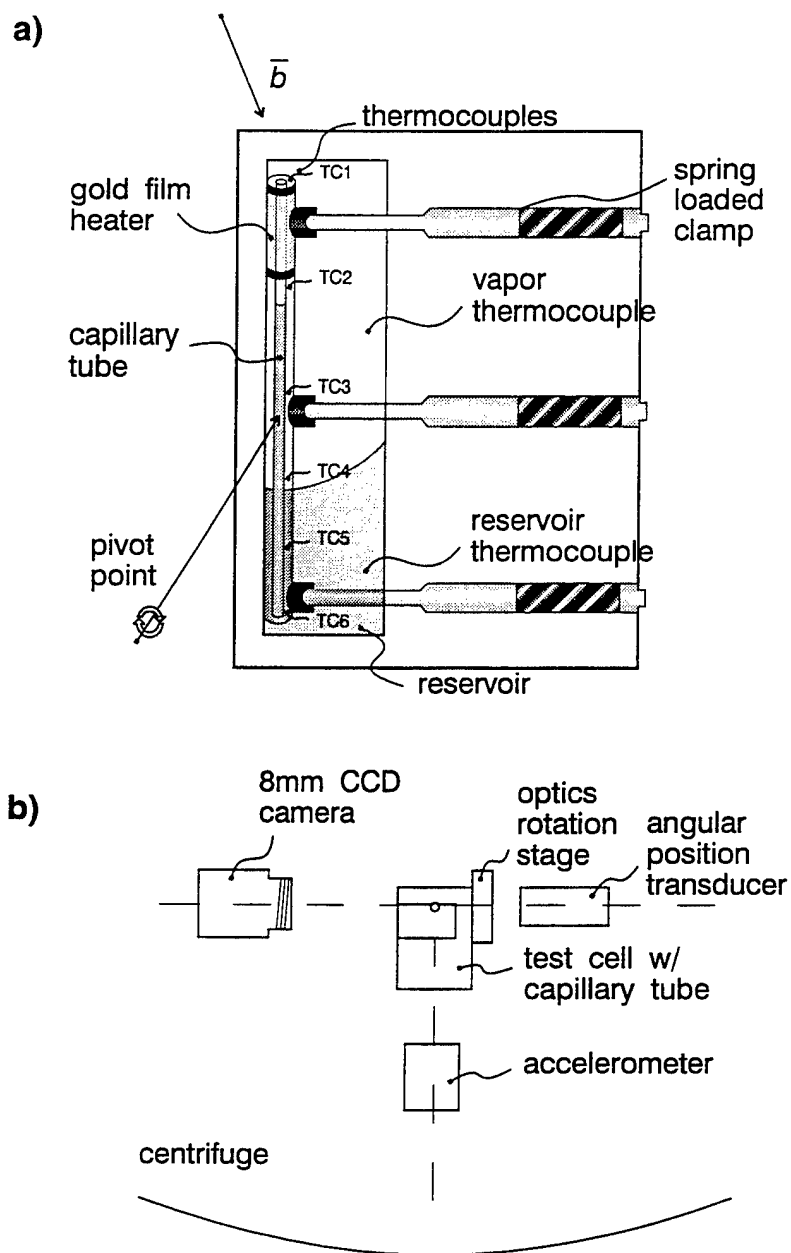 a)
b̅
thermocouples
TC1
gold film
heater
spring
loaded
clamp
TC2
vapor
thermocouple
capillary
tube
TC3
TC4
reservoir
thermocouple
pivot
point
TC5
TC6
reservoir
b)
8mm CCD
camera
optics
rotation
stage
angular
position
transducer
test cell w/
capillary tube
accelerometer
centrifuge